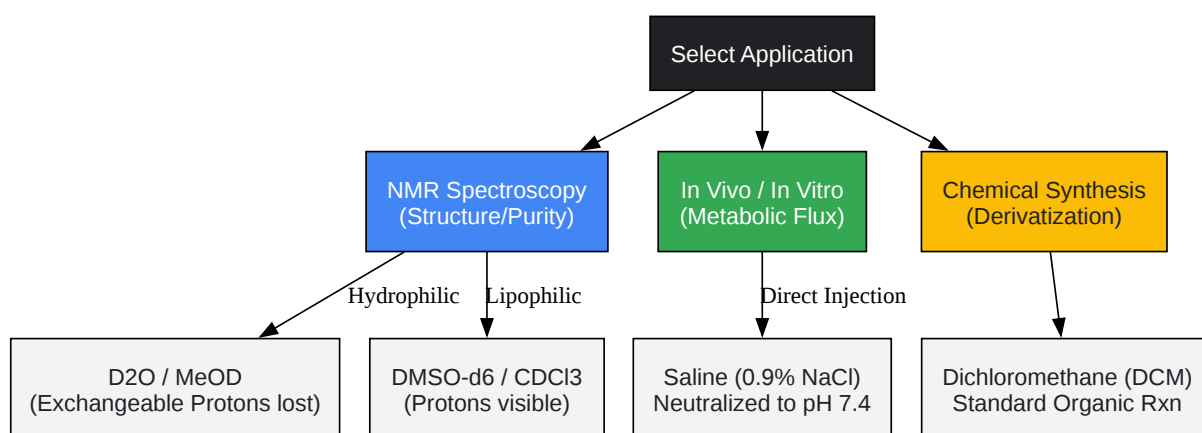 Select Application
NMR Spectroscopy
(Structure/Purity)
In Vivo / In Vitro
(Metabolic Flux)
Chemical Synthesis
(Derivatization)
Hydrophilic
Lipophilic
Direct Injection
D2O / MeOD
(Exchangeable Protons lost)
DMSO-d6 / CDCl3
(Protons visible)
Saline (0.9% NaCl)
Neutralized to pH 7.4
Dichloromethane (DCM)
Standard Organic Rxn